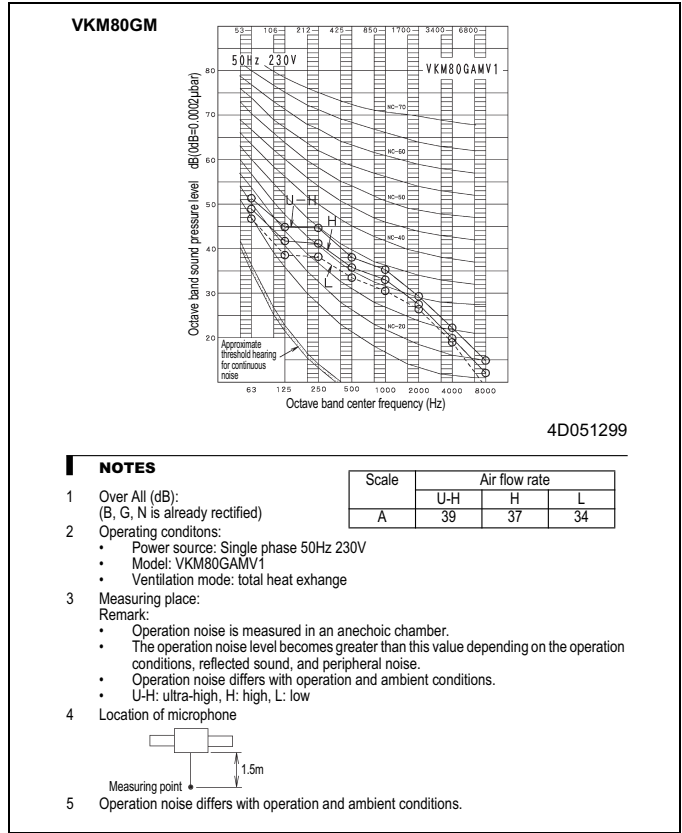 VKM80GM
53 106 212 425 850 1700 3400 6800
50Hz 230V
VKM80GAMV1
Octave band sound pressure level dB(0dB=0.0002μbar)
80
70
60
50
40
30
20
NC-70
NC-60
NC-50
NC-40
NC-20
U-H
H
L
Approximate
threshold hearing
for continuous
noise
63 125 250 500 1000 2000 4000 8000
Octave band center frequency (Hz)
4D051299
NOTES
1 Over All (dB):
(B, G, N is already rectified)
Scale Air flow rate
U-H H L
A 39 37 34
2 Operating conditons:
• Power source: Single phase 50Hz 230V
• Model: VKM80GAMV1
• Ventilation mode: total heat exhange
3 Measuring place:
Remark:
• Operation noise is measured in an anechoic chamber.
• The operation noise level becomes greater than this value depending on the operation
conditions, reflected sound, and peripheral noise.
• Operation noise differs with operation and ambient conditions.
• U-H: ultra-high, H: high, L: low
4 Location of microphone
1.5m
Measuring point
5 Operation noise differs with operation and ambient conditions.